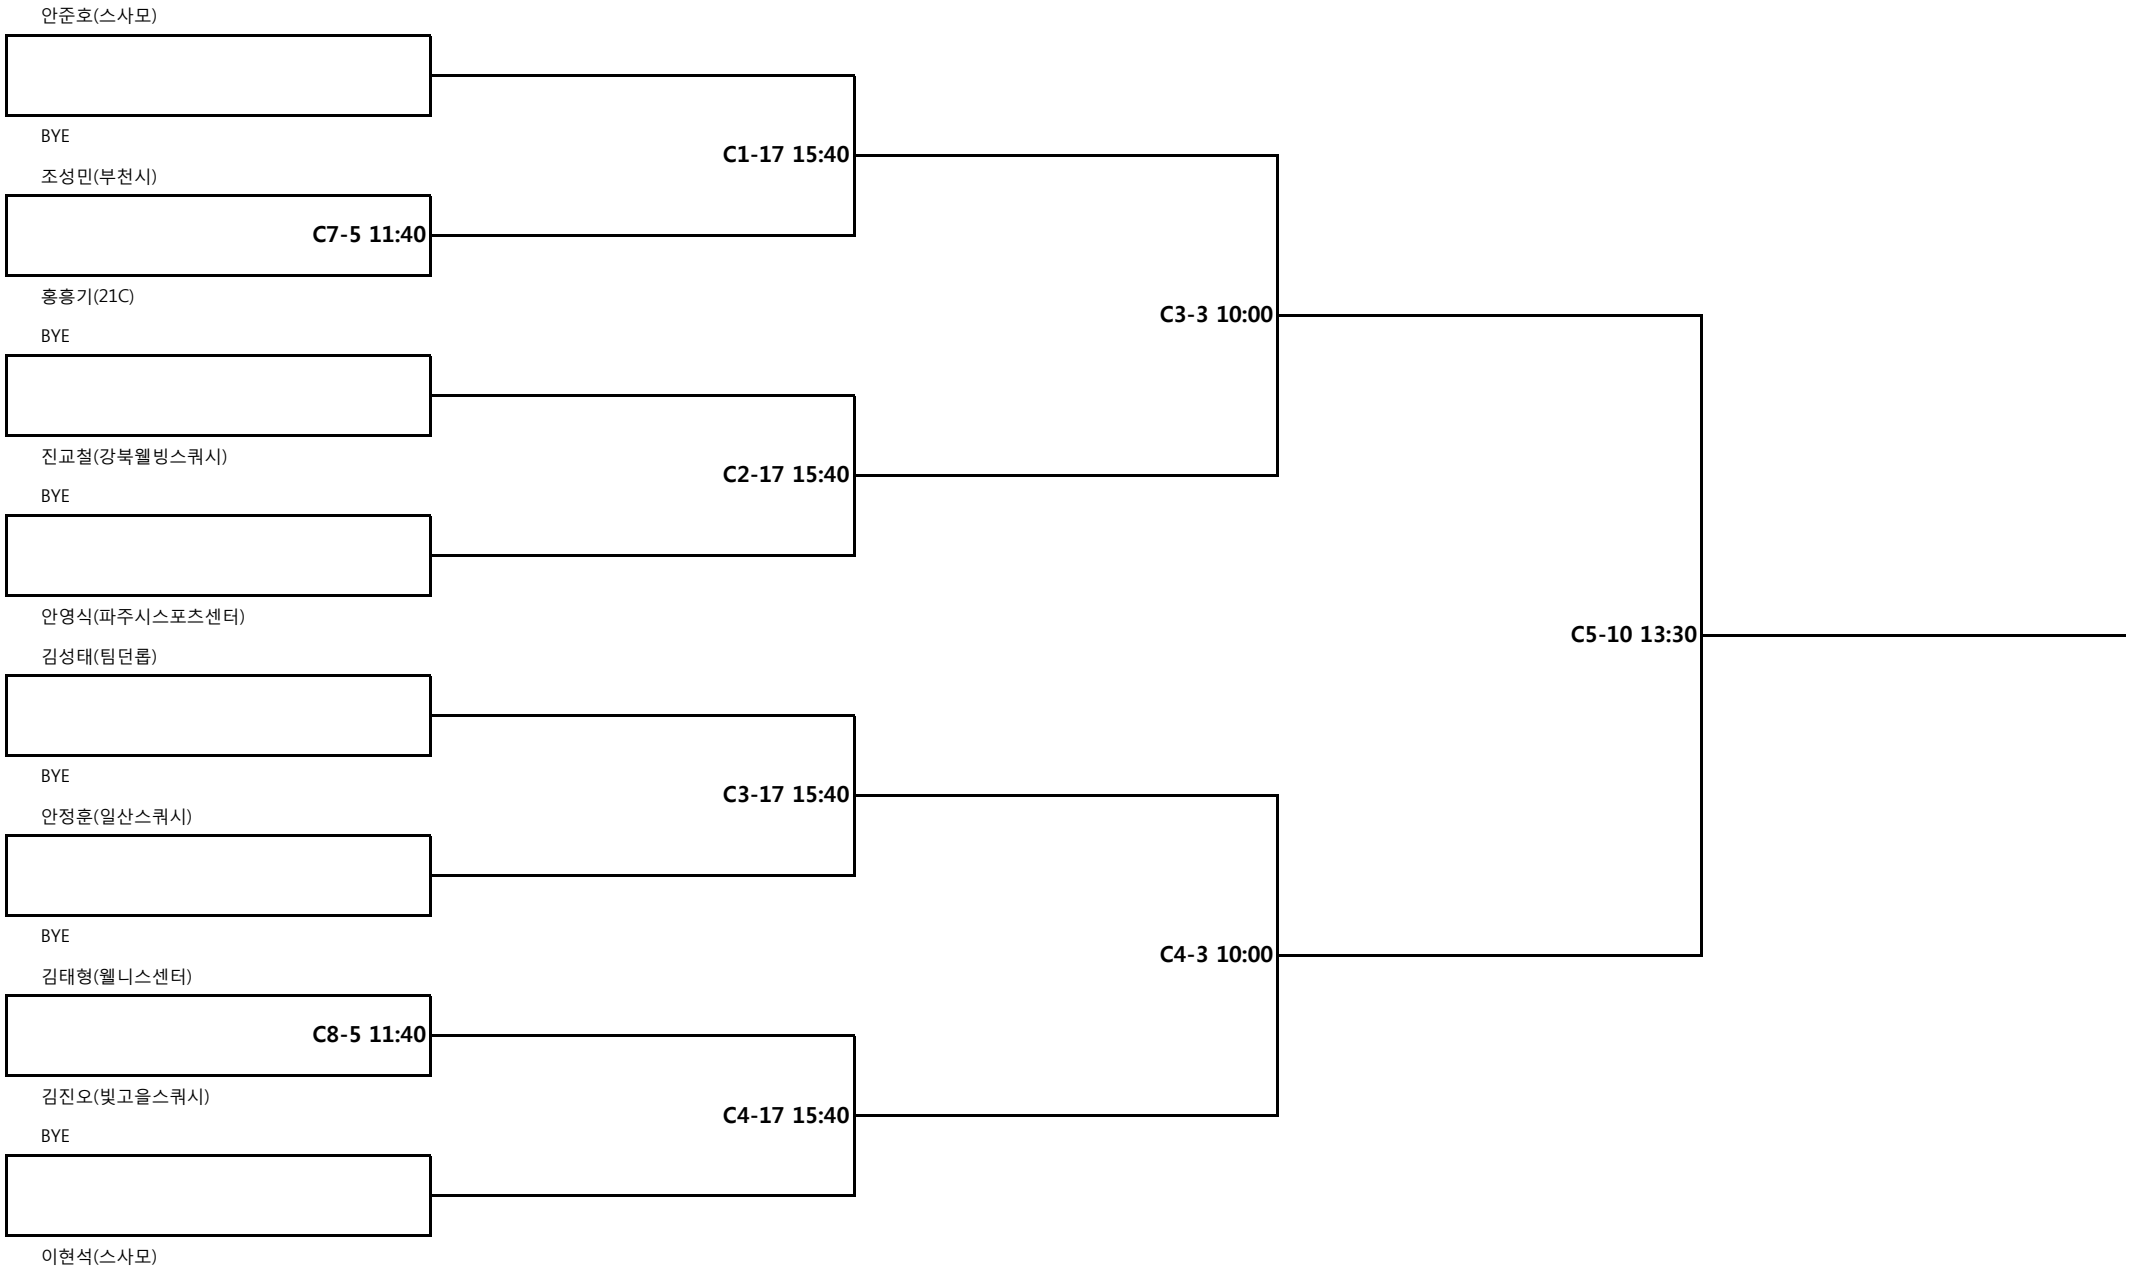 안준호(스사모)
BYE
C1-17 15:40
조성민(부천시)
C7-5 11:40
홍흥기(21C)
C3-3 10:00
BYE
진교철(강북웰빙스쿼시)
C2-17 15:40
BYE
안영식(파주시스포츠센터)
C5-10 13:30
김성태(팀던롭)
BYE
C3-17 15:40
안정훈(일산스쿼시)
BYE
C4-3 10:00
김태형(웰니스센터)
C8-5 11:40
김진오(빛고을스쿼시)
C4-17 15:40
BYE
이현석(스사모)